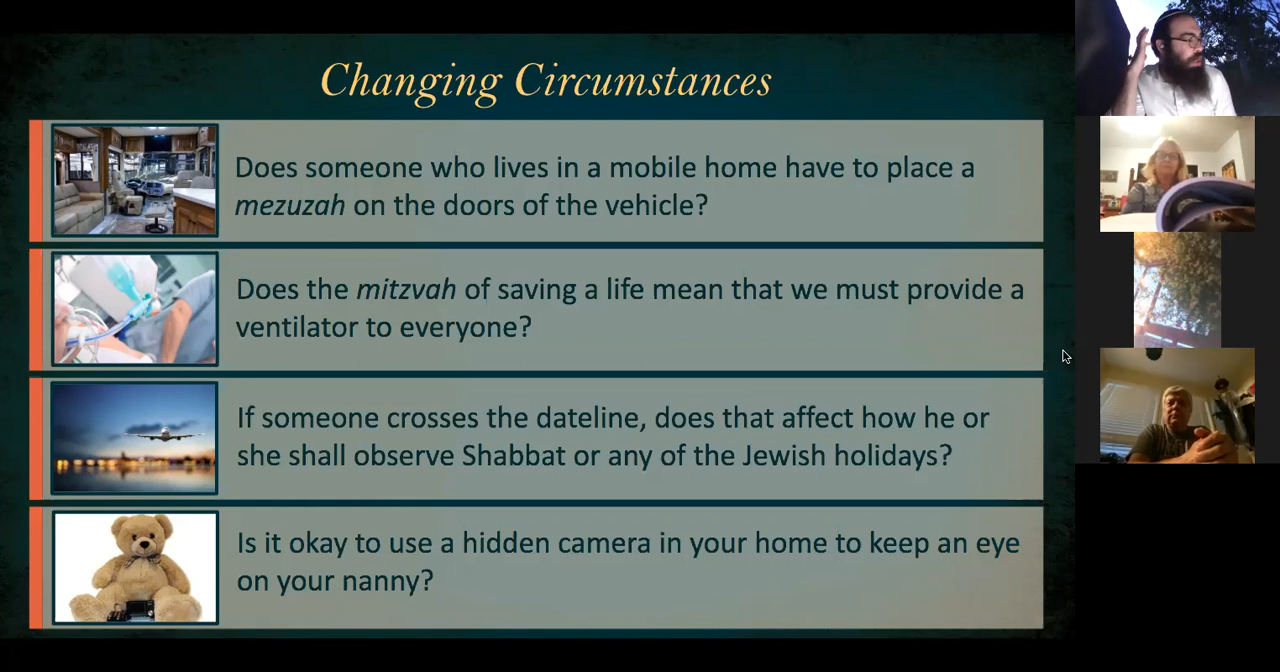 Changing Circumstances
Does someone who lives in a mobile home have to place a
mezuzah on the doors of the vehicle?
Does the mitzvah of saving a life mean that we must provide a
ventilator to everyone?
If someone crosses the dateline, does that affect how he or
she shall observe Shabbat or any of the Jewish holidays?
Is it okay to use a hidden camera in your home to keep an eye
on your nanny?